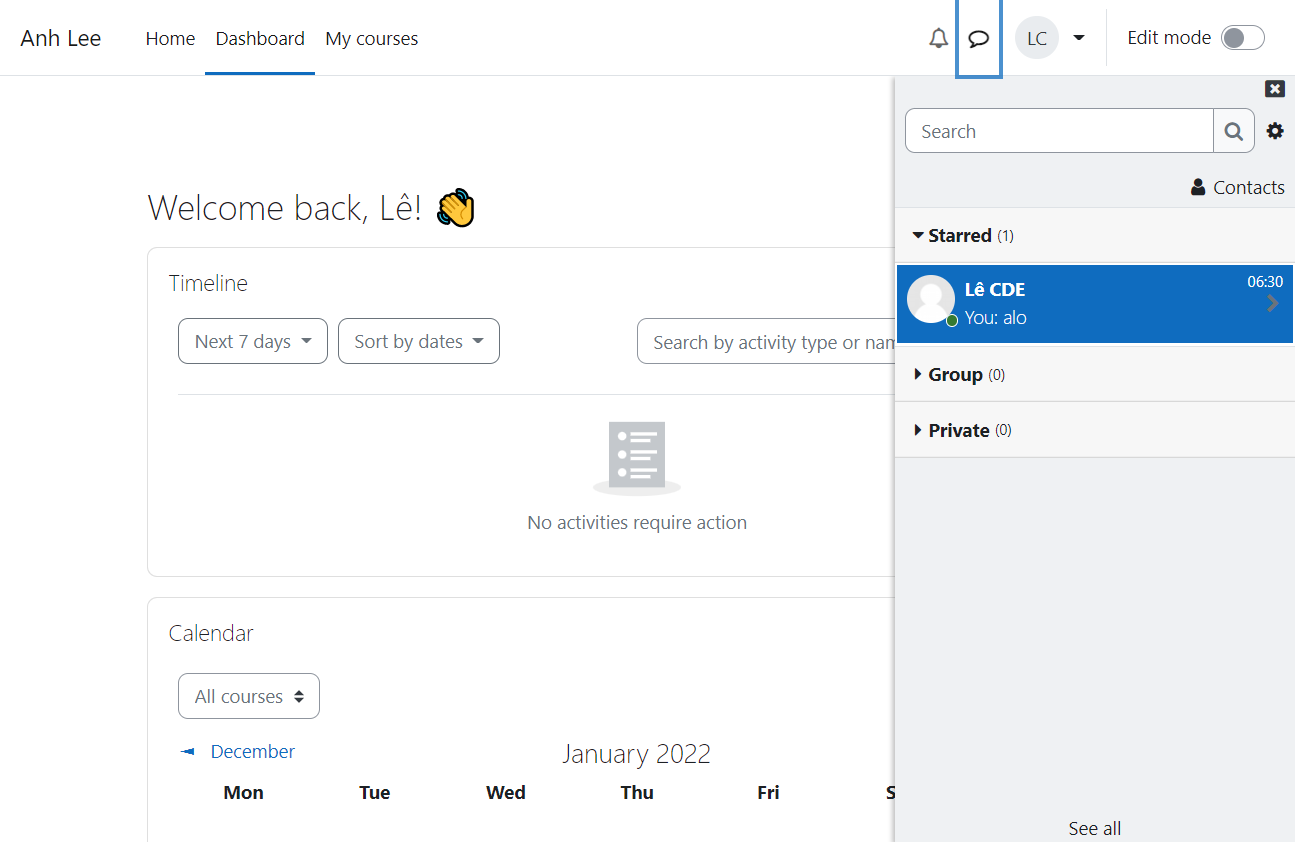 Anh Lee Home Dashboard My courses LC Edit mode
Search
Contacts
Starred (1)
Lê CDE 06:30
You: alo
Group (0)
Private (0)
See all
Welcome back, Lê!
Timeline
Next 7 days Sort by dates Search by activity type or nam
No activities require action
Calendar
All courses
December January 2022
Mon Tue Wed Thu Fri S